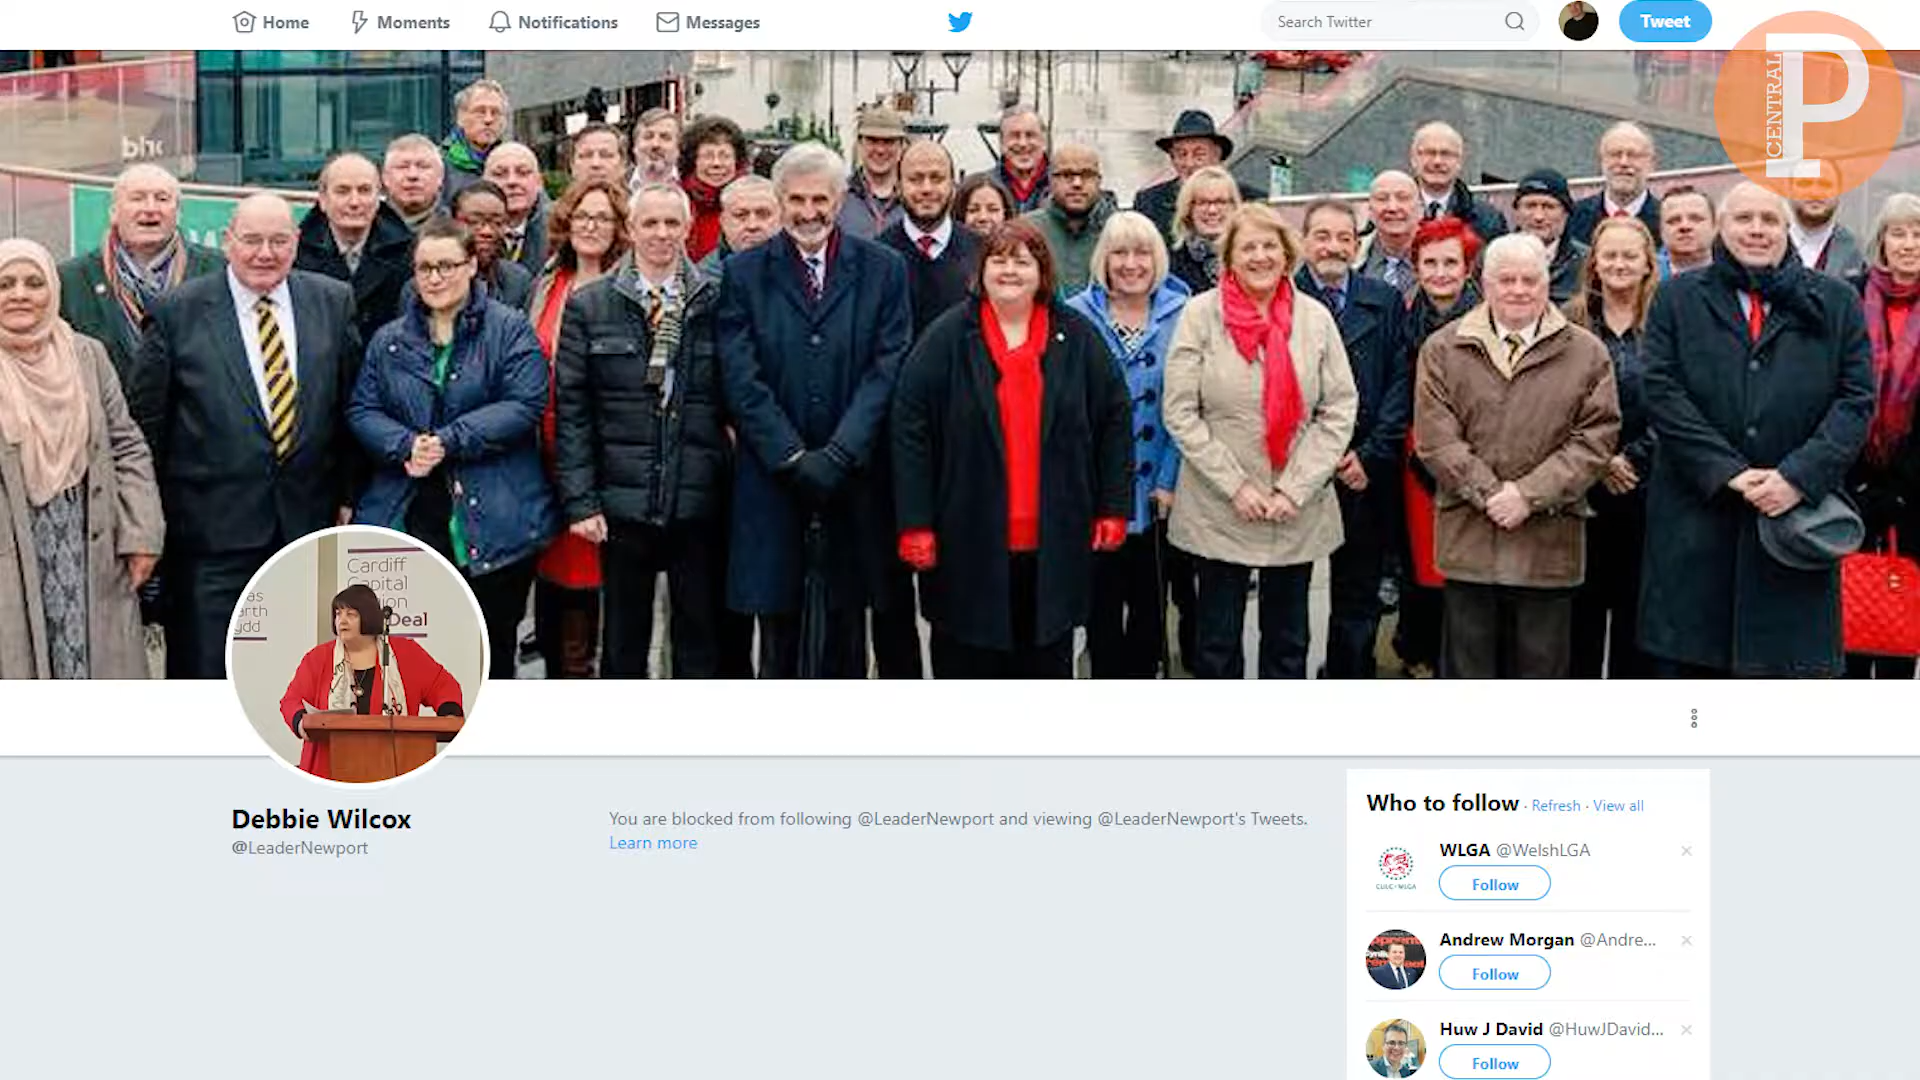 Home Moments Notifications Messages
Search Twitter
Tweet
CENTRAL
P
Cardiff
Capital
Deal
Debbie Wilcox
@LeaderNewport
You are blocked from following @LeaderNewport and viewing @LeaderNewport's Tweets.
Learn more
Who to follow · Refresh · View all
WLGA @WelshLGA
Follow
Andrew Morgan @Andre...
Follow
Huw J David @HuwJDavid...
Follow